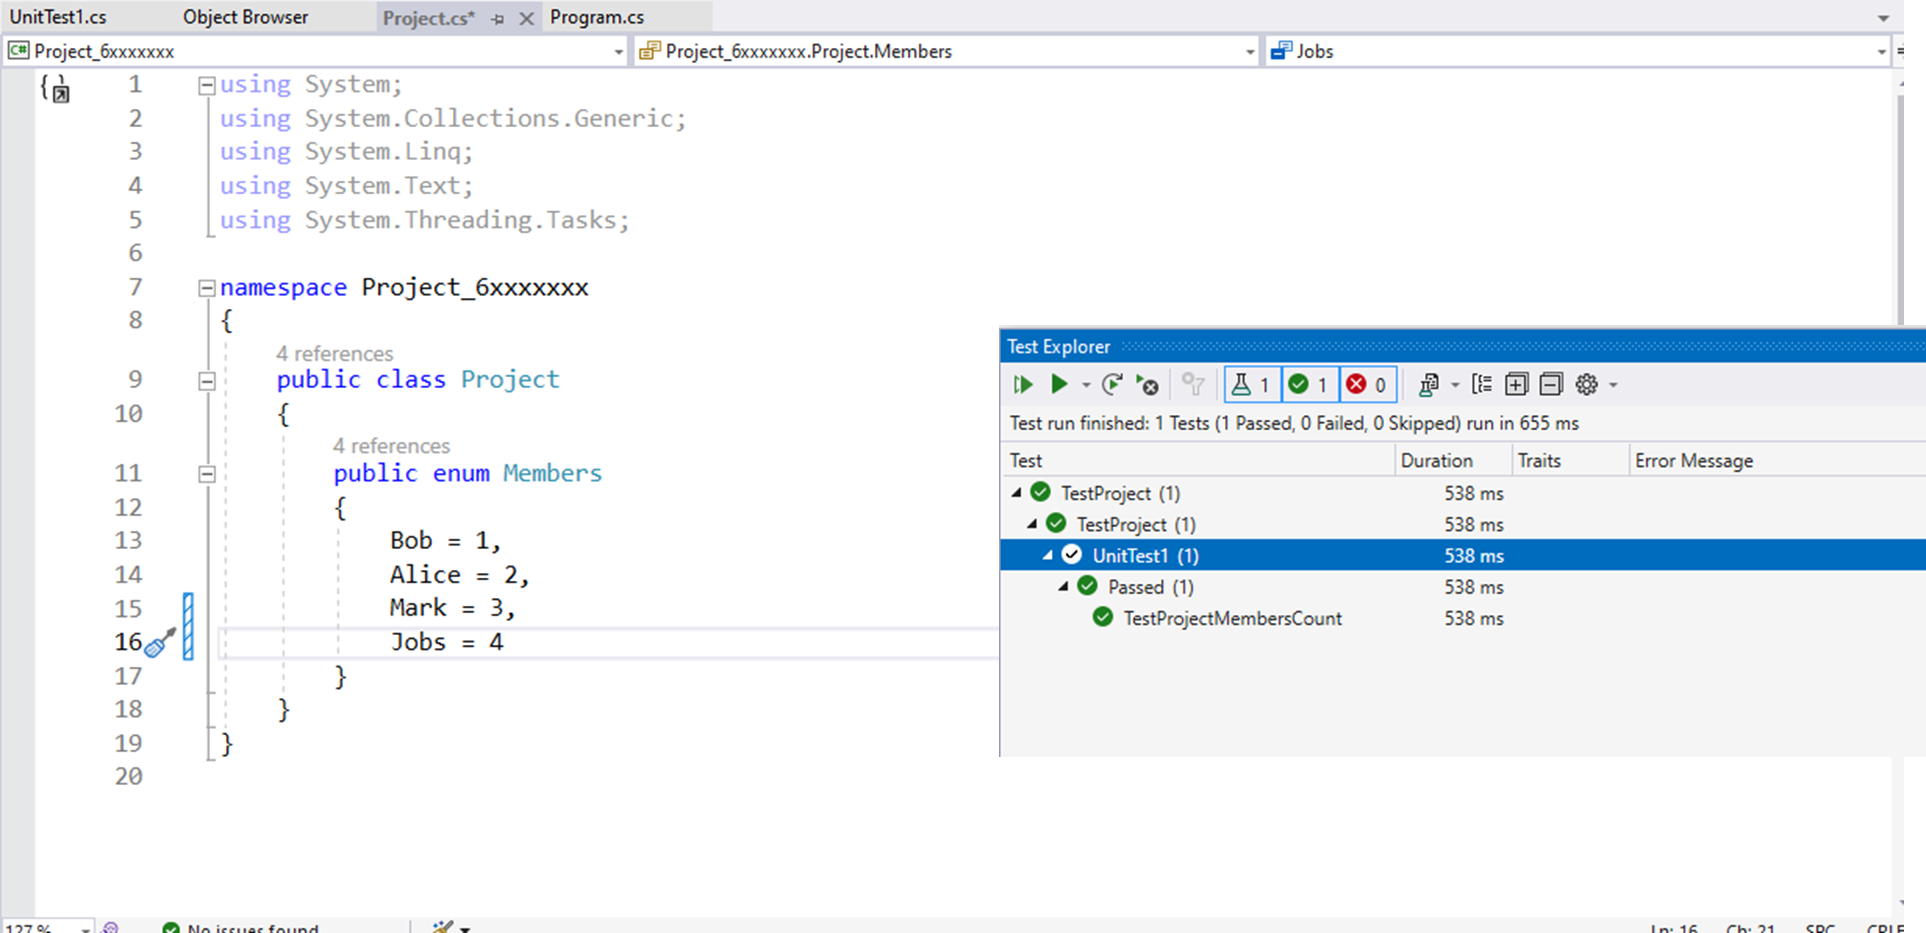 UnitTest1.cs Object Browser Project.cs* Program.cs
C# Project_6xxxxxxx Project_6xxxxxxx.Project.Members Jobs
1 using System;
2 using System.Collections.Generic;
3 using System.Linq;
4 using System.Text;
5 using System.Threading.Tasks;
6
7 namespace Project_6xxxxxxx
8 {
4 references
9 public class Project
10 {
4 references
11 public enum Members
12 {
13 Bob = 1,
14 Alice = 2,
15 Mark = 3,
16 Jobs = 4
17 }
18 }
19 }
20
Test Explorer
1 1 0
Test run finished: 1 Tests (1 Passed, 0 Failed, 0 Skipped) run in 655 ms
Test Duration Traits Error Message
TestProject (1) 538 ms
TestProject (1) 538 ms
UnitTest1 (1) 538 ms
Passed (1) 538 ms
TestProjectMembersCount 538 ms
127 % No issues found Ln: 16 Ch: 21 SPC CRLF